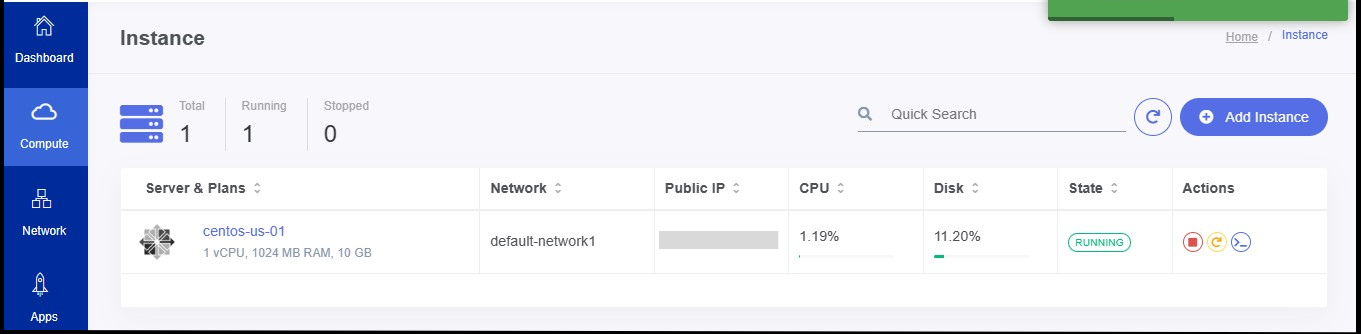 Dashboard
Compute
Network
Apps
Instance
Home / Instance
Total Running Stopped
1 1 0
Quick Search
Add Instance
Server & Plans Network Public IP CPU Disk State Actions
centos-us-01
1 vCPU, 1024 MB RAM, 10 GB
default-network1
1.19%
11.20%
RUNNING